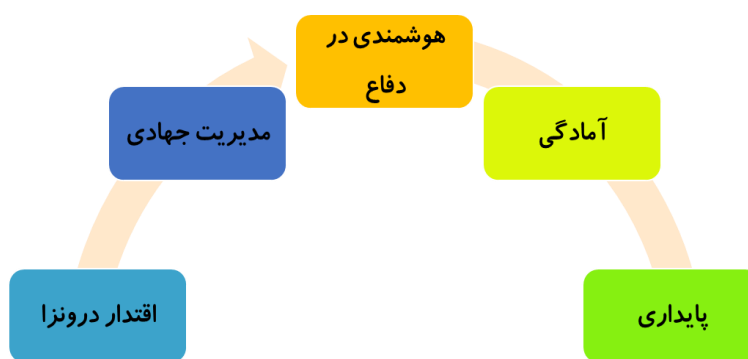 هوشمندی در
دفاع
آمادگی
مدیریت جهادی
پایداری
اقتدار درونزا